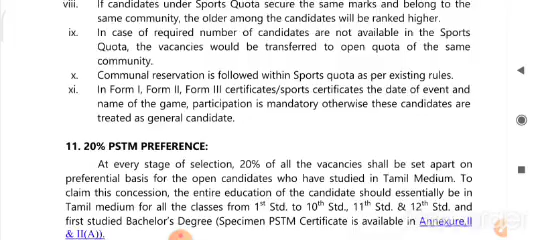 viii. If candidates under Sports Quota secure the same marks and belong to the
same community, the older among the candidates will be ranked higher.
ix. In case of required number of candidates are not available in the Sports
Quota, the vacancies would be transferred to open quota of the same
community.
x. Communal reservation is followed within Sports quota as per existing rules.
xi. In Form I, Form II, Form III certificates/sports certificates the date of event and
name of the game, participation is mandatory otherwise these candidates are
treated as general candidate.
11. 20% PSTM PREFERENCE:
At every stage of selection, 20% of all the vacancies shall be set apart on
preferential basis for the open candidates who have studied in Tamil Medium. To
claim this concession, the entire education of the candidate should essentially be in
Tamil medium for all the classes from 1st Std. to 10th Std., 11th Std. & 12th Std. and
first studied Bachelor's Degree (Specimen PSTM Certificate is available in Annexure,II
& II(A)).